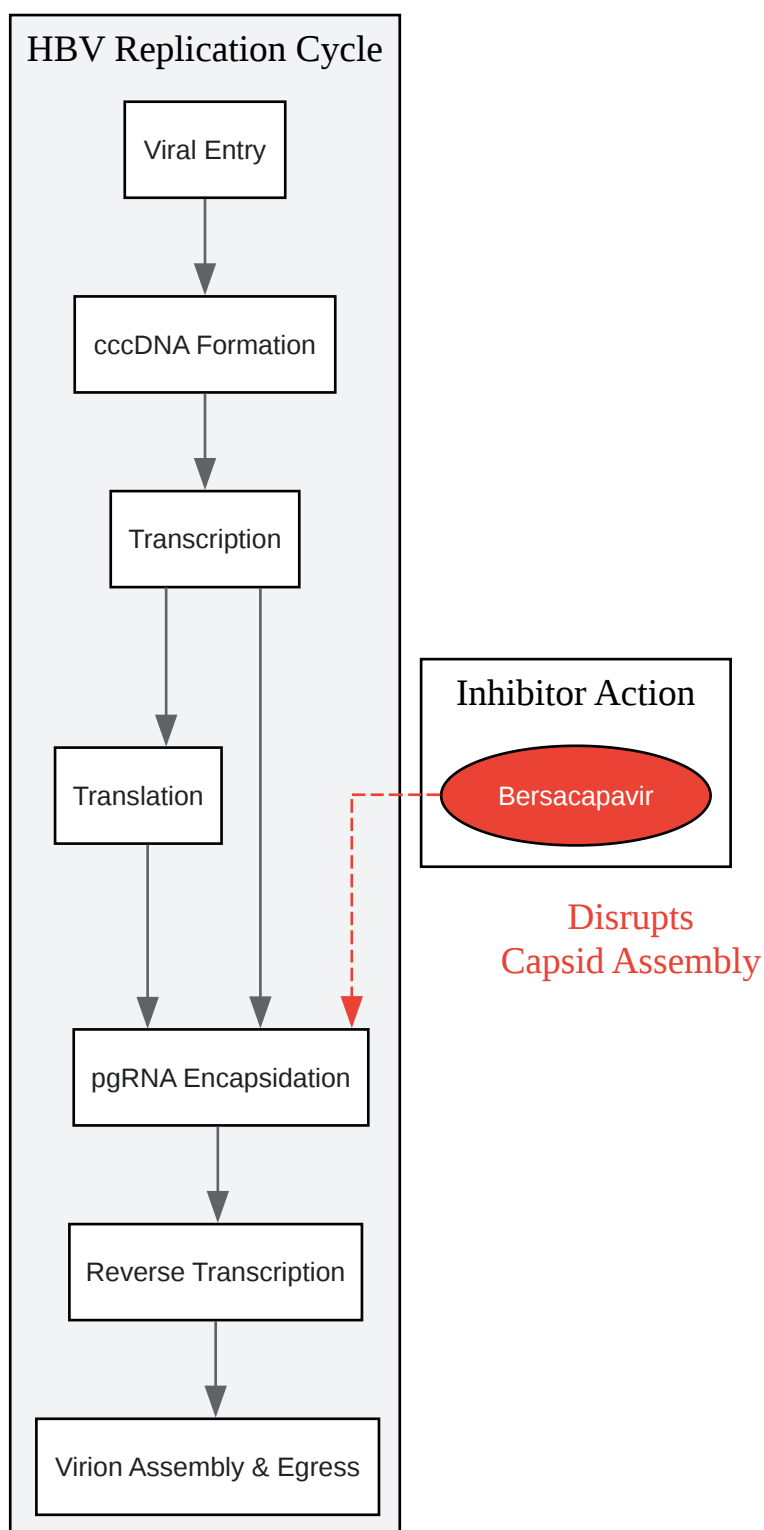 HBV Replication Cycle
Viral Entry
cccDNA Formation
Transcription
Inhibitor Action
Translation
Bersacapavir
Disrupts
Capsid Assembly
pgRNA Encapsidation
Reverse Transcription
Virion Assembly & Egress